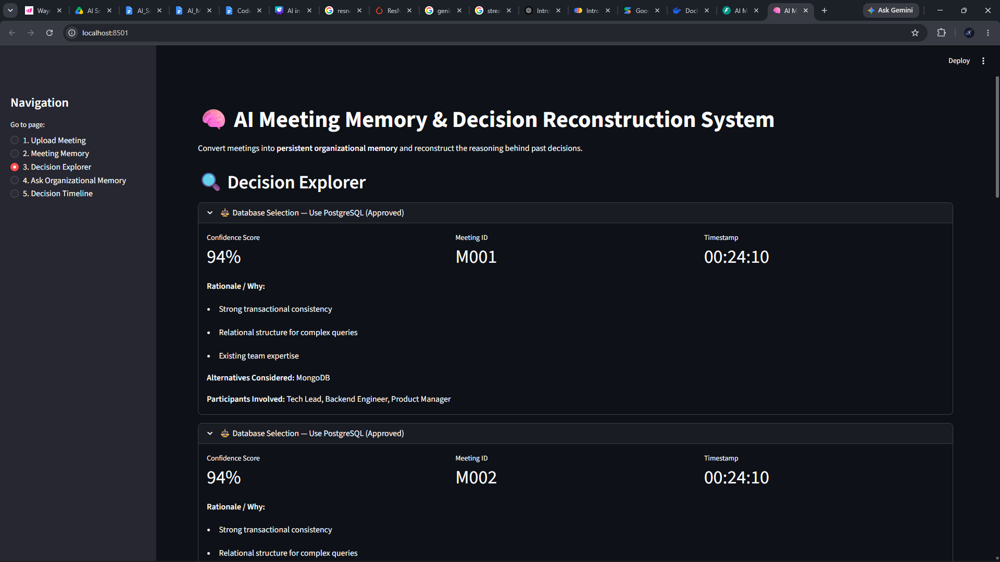 Way
AI Sc
AI_Sc
AI_M
Code
AI in
resne
ResN
geni
strea
Intro
Intro
Goo
Doc
AI M
AI M
Ask Gemini
localhost:8501
Deploy
Navigation
Go to page:
1. Upload Meeting
2. Meeting Memory
3. Decision Explorer
4. Ask Organizational Memory
5. Decision Timeline
AI Meeting Memory & Decision Reconstruction System
Convert meetings into persistent organizational memory and reconstruct the reasoning behind past decisions.
Decision Explorer
Database Selection — Use PostgreSQL (Approved)
Confidence Score Meeting ID Timestamp
94% M001 00:24:10
Rationale / Why:
• Strong transactional consistency
• Relational structure for complex queries
• Existing team expertise
Alternatives Considered: MongoDB
Participants Involved: Tech Lead, Backend Engineer, Product Manager
Database Selection — Use PostgreSQL (Approved)
Confidence Score Meeting ID Timestamp
94% M002 00:24:10
Rationale / Why:
• Strong transactional consistency
• Relational structure for complex queries